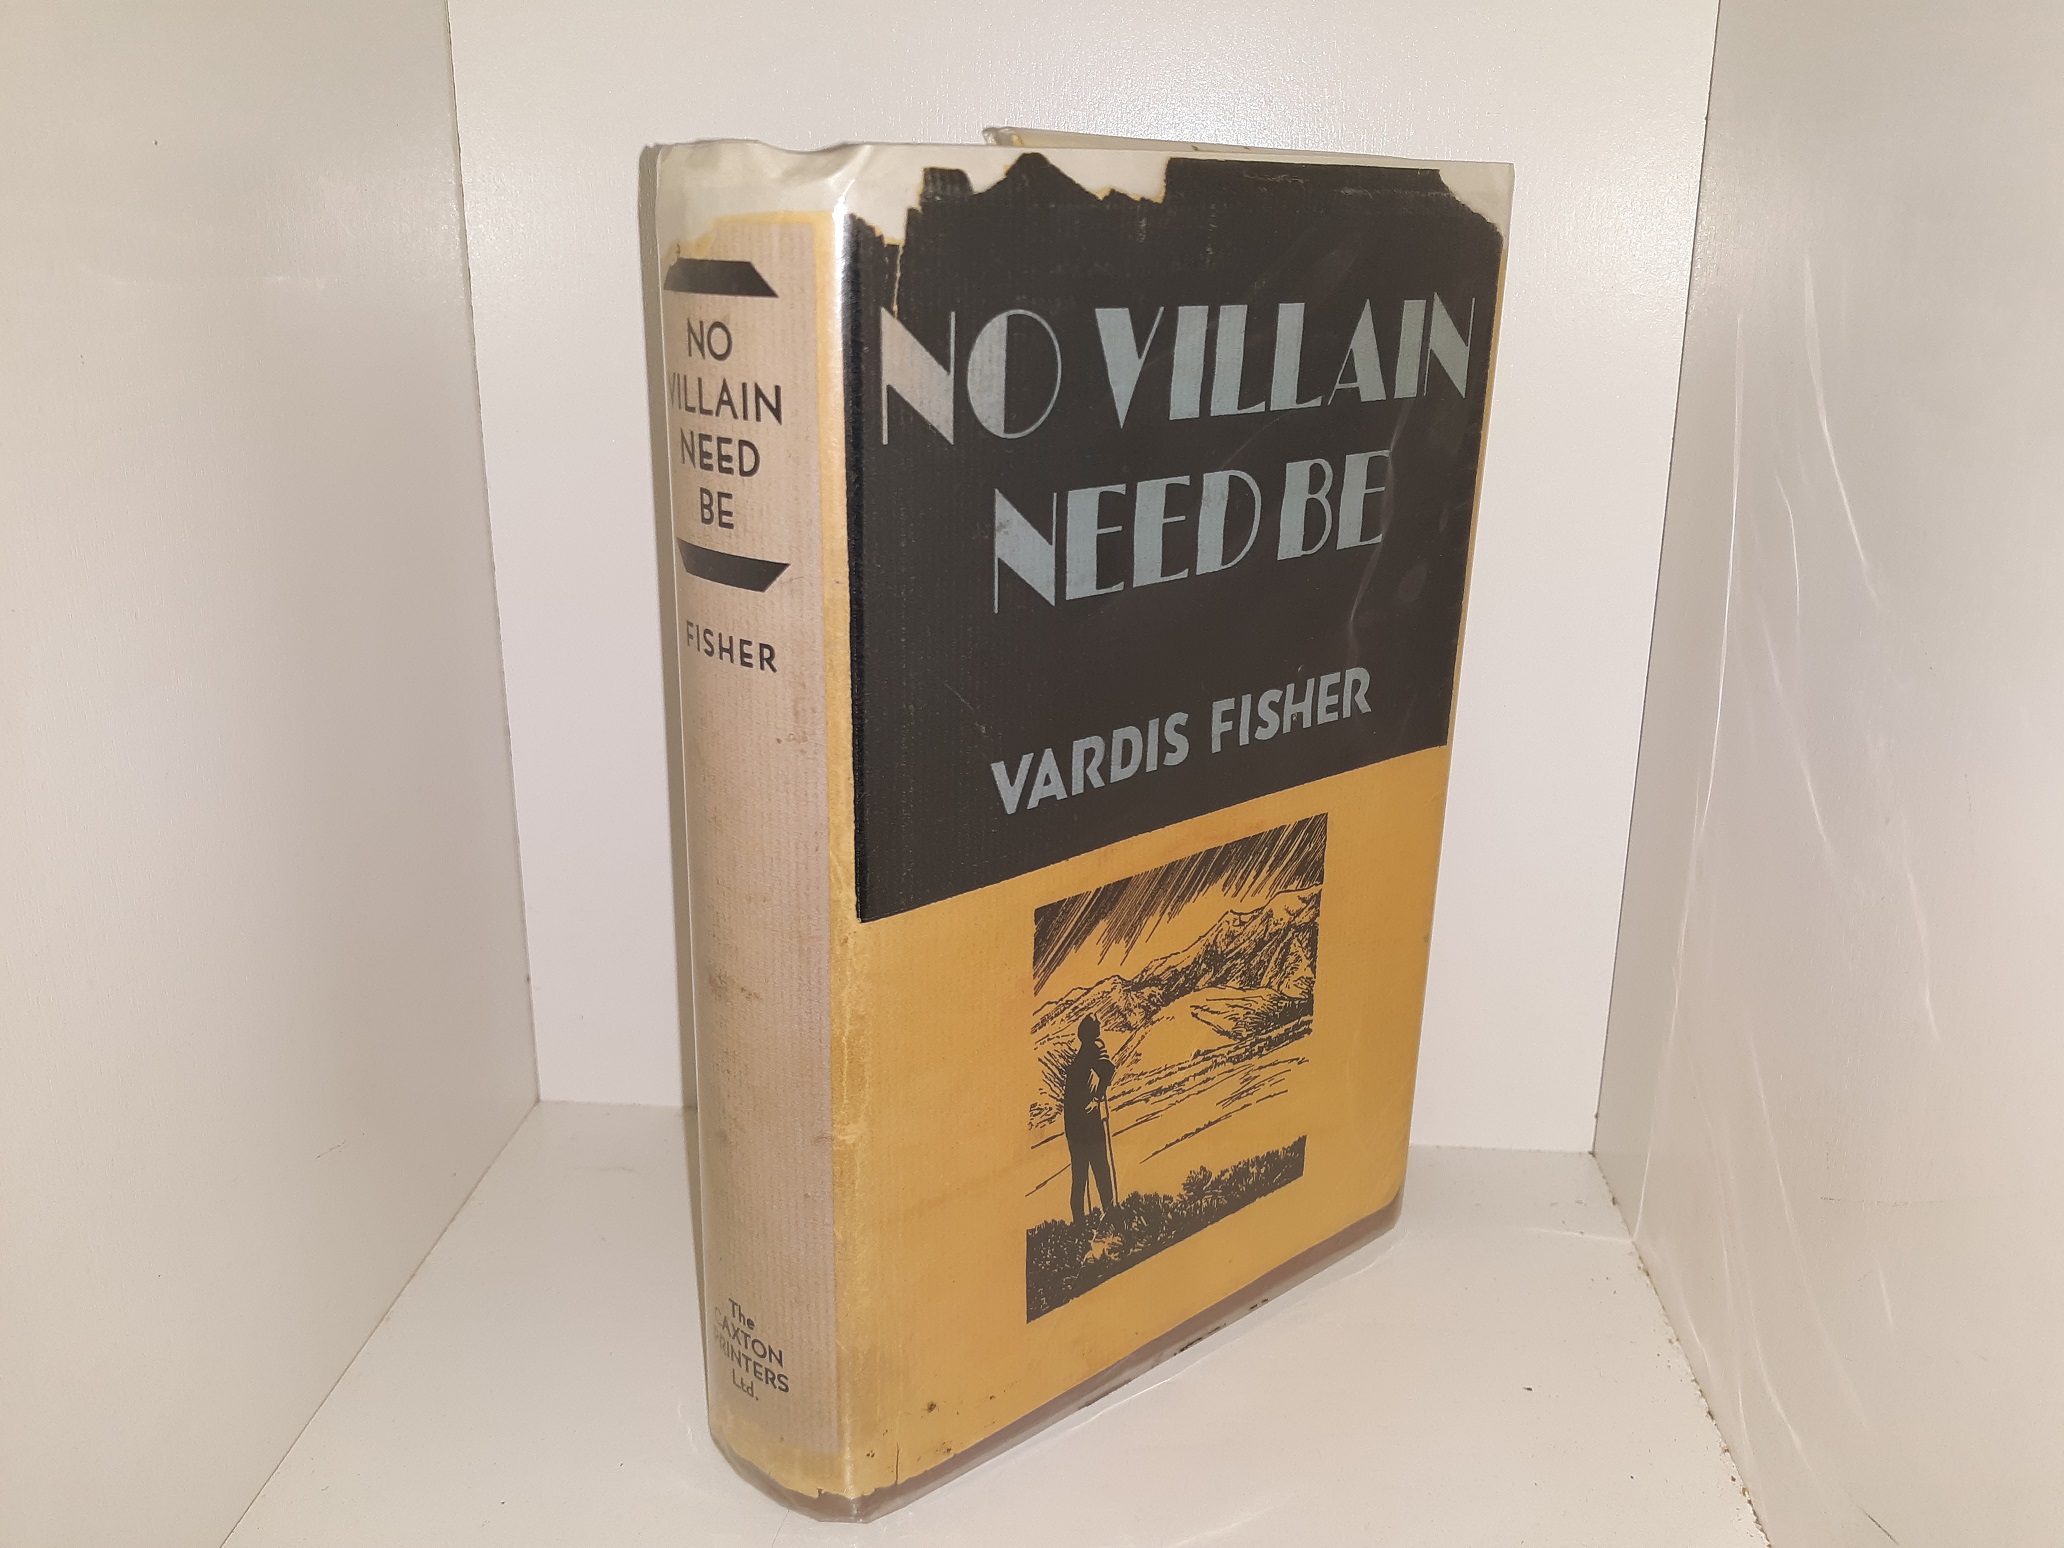 NO
VILLAIN
NEED
BE
FISHER
The
CAXTON
PRINTERS
Ltd.
NO VILLAIN
NEED BE
VARDIS FISHER